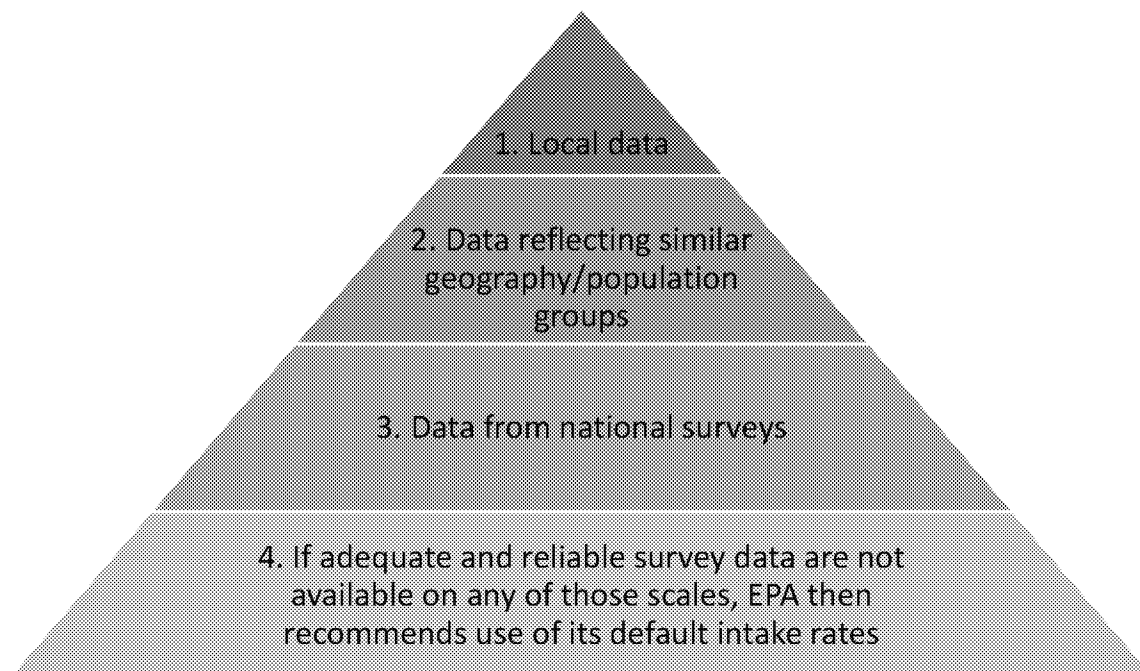 1. Local data
2. Data reflecting similar
geography/population
groups
3. Data from national surveys
4. If adequate and reliable survey data are not
available on any of those scales, EPA then
recommends use of its default intake rates